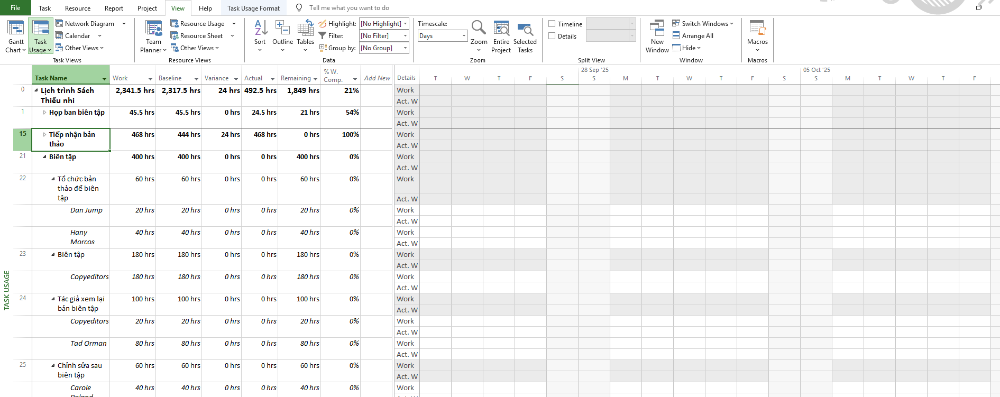 File Task Resource Report Project View Help Task Usage Format Tell me what you want to do
Gantt Chart
Task Usage
Network Diagram
Calendar
Other Views
Task Views
Team Planner
Resource Usage
Resource Sheet
Other Views
Resource Views
Sort
Outline
Tables
Highlight: [No Highlight]
Filter: [No Filter]
Group by: [No Group]
Data
Timescale:
Days
Zoom
Entire Project
Selected Tasks
Zoom
Timeline
Details
Split View
New Window
Switch Windows
Arrange All
Hide
Window
Macros
Macros
28 Sep '25 05 Oct '25
Task Name Work Baseline Variance Actual Remaining % W. Comp. Add New Details T W T F S S M T W T F S S M T W T F
0 Lịch trình Sách 2,341.5 hrs 2,317.5 hrs 24 hrs 492.5 hrs 1,849 hrs 21% Work
Thiếu nhi Act. W
1 Họp ban biên tập 45.5 hrs 45.5 hrs 0 hrs 24.5 hrs 21 hrs 54% Work
Act. W
15 Tiếp nhận bản 468 hrs 444 hrs 24 hrs 468 hrs 0 hrs 100% Work
thảo Act. W
21 Biên tập 400 hrs 400 hrs 0 hrs 0 hrs 400 hrs 0% Work
Act. W
22 Tổ chức bản 60 hrs 60 hrs 0 hrs 0 hrs 60 hrs 0% Work
thảo để biên
tập Act. W
Dan Jump 20 hrs 20 hrs 0 hrs 0 hrs 20 hrs 0% Work
Act. W
Hany 40 hrs 40 hrs 0 hrs 0 hrs 40 hrs 0% Work
Morcos Act. W
23 Biên tập 180 hrs 180 hrs 0 hrs 0 hrs 180 hrs 0% Work
Act. W
Copyeditors 180 hrs 180 hrs 0 hrs 0 hrs 180 hrs 0% Work
Act. W
24 Tác giả xem lại 100 hrs 100 hrs 0 hrs 0 hrs 100 hrs 0% Work
bản biên tập Act. W
Copyeditors 20 hrs 20 hrs 0 hrs 0 hrs 20 hrs 0% Work
Act. W
Tad Orman 80 hrs 80 hrs 0 hrs 0 hrs 80 hrs 0% Work
Act. W
25 Chỉnh sửa sau 60 hrs 60 hrs 0 hrs 0 hrs 60 hrs 0% Work
biên tập Act. W
Carole 40 hrs 40 hrs 0 hrs 0 hrs 40 hrs 0% Work
TASK USAGE